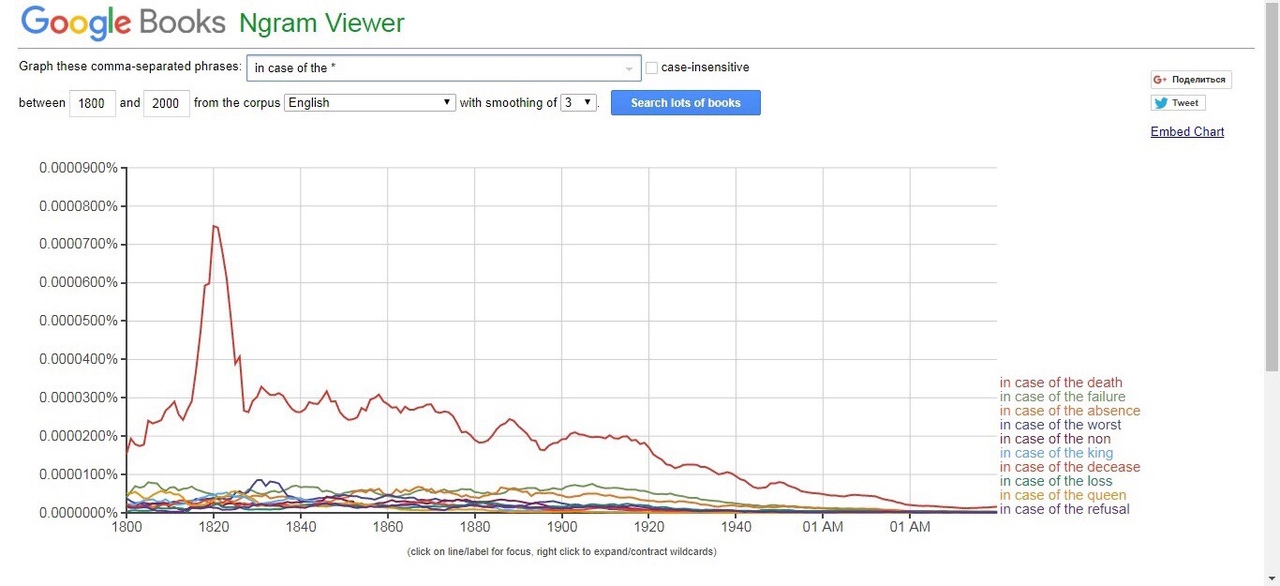 Google Books Ngram Viewer
Graph these comma-separated phrases: in case of the * case-insensitive
between 1800 and 2000 from the corpus English with smoothing of 3 . Search lots of books
Поделиться
Tweet
Embed Chart
0.0000900%
0.0000800%
0.0000700%
0.0000600%
0.0000500%
0.0000400%
0.0000300%
0.0000200%
0.0000100%
0.0000000%
1800 1820 1840 1860 1880 1900 1920 1940 01 AM 01 AM
in case of the death
in case of the failure
in case of the absence
in case of the worst
in case of the non
in case of the king
in case of the decease
in case of the loss
in case of the queen
in case of the refusal
(click on line/label for focus, right click to expand/contract wildcards)